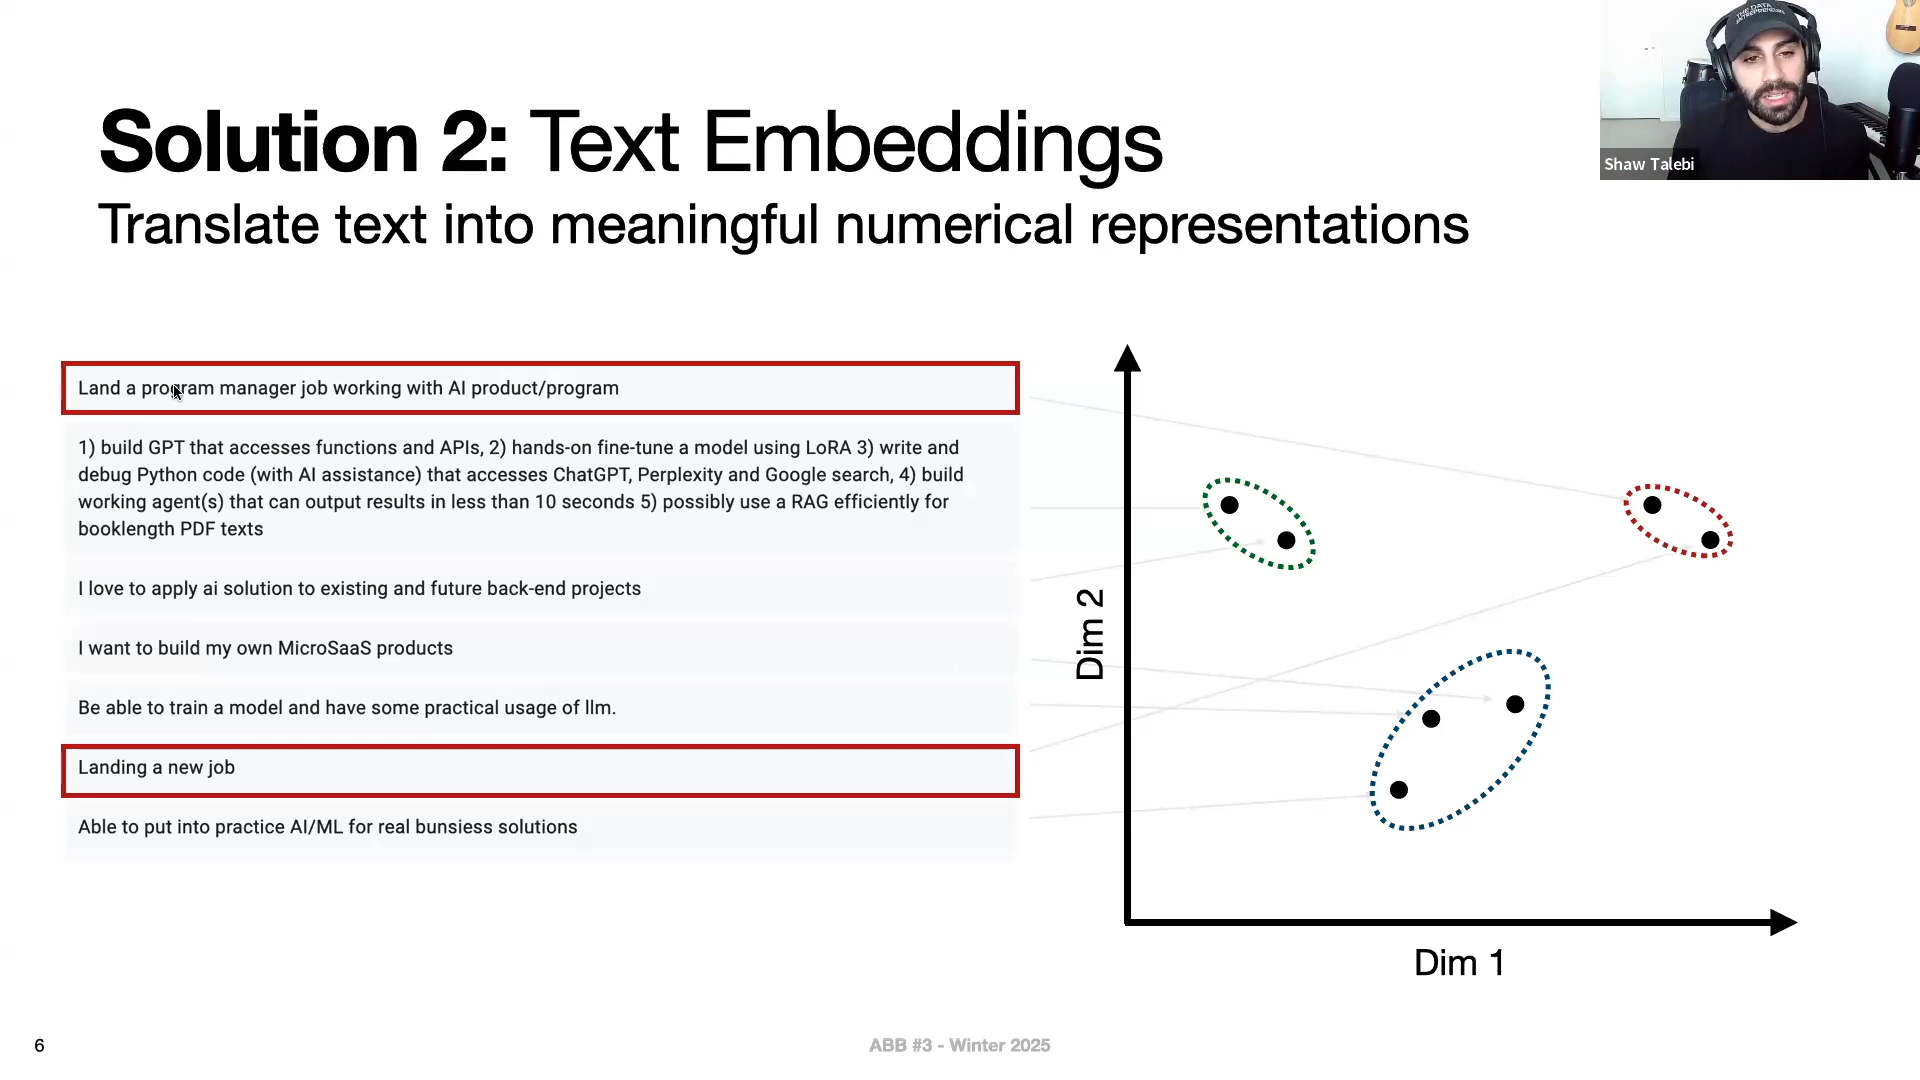 THE DATA
ENTREPRENEURS
Shaw Talebi
Solution 2: Text Embeddings
Translate text into meaningful numerical representations
Land a program manager job working with AI product/program
1) build GPT that accesses functions and APIs, 2) hands-on fine-tune a model using LoRA 3) write and
debug Python code (with AI assistance) that accesses ChatGPT, Perplexity and Google search, 4) build
working agent(s) that can output results in less than 10 seconds 5) possibly use a RAG efficiently for
booklength PDF texts
I love to apply ai solution to existing and future back-end projects
I want to build my own MicroSaaS products
Be able to train a model and have some practical usage of llm.
Landing a new job
Able to put into practice AI/ML for real bunsiess solutions
Dim 2
Dim 1
6
ABB #3 - Winter 2025